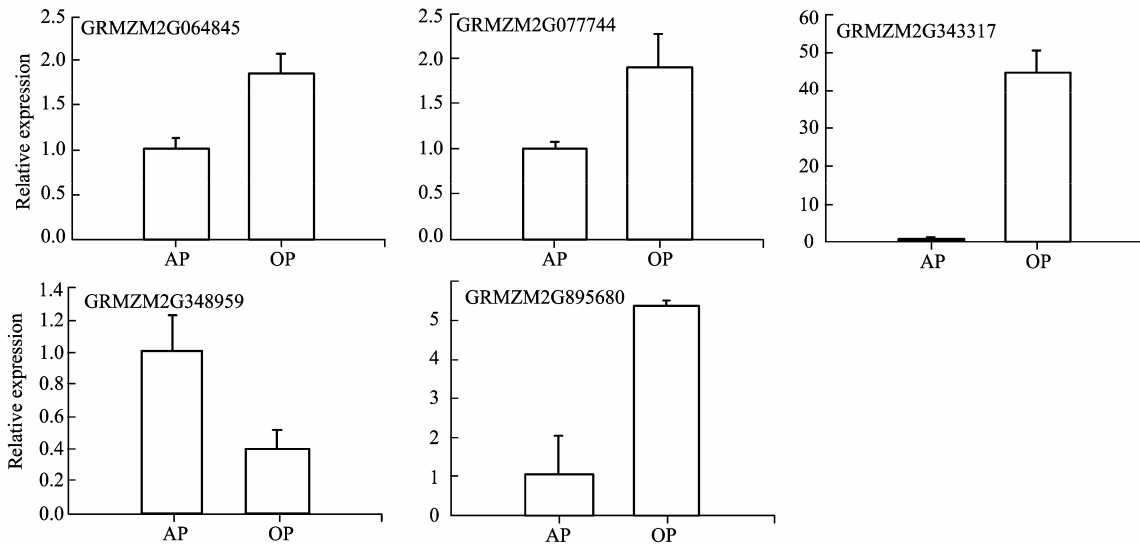 GRMZM2G064845
Relative expression
2.5
2.0
1.5
1.0
0.5
0.0
AP
OP
GRMZM2G077744
2.5
2.0
1.5
1.0
0.5
0.0
AP
OP
GRMZM2G343317
60
50
40
30
20
10
0
AP
OP
GRMZM2G348959
Relative expression
1.4
1.2
1.0
0.8
0.6
0.4
0.2
0.0
AP
OP
GRMZM2G895680
5
4
3
2
1
0
AP
OP